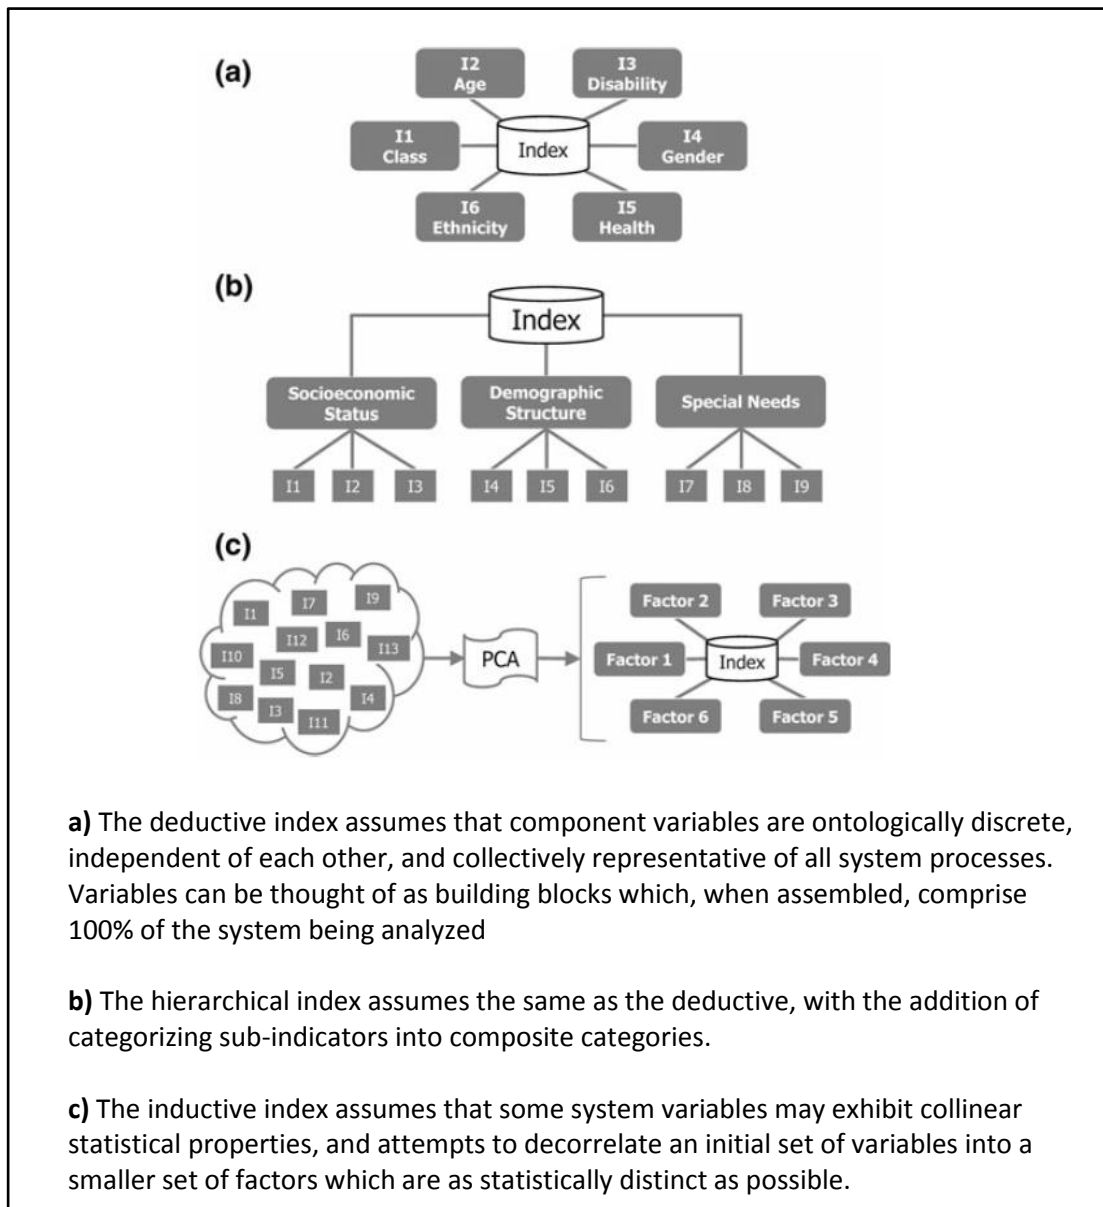 (a)
I2
Age
I3
Disability
I1
Class
Index
I4
Gender
I6
Ethnicity
I5
Health
(b)
Index
Socioeconomic
Status
Demographic
Structure
Special Needs
I1 I2 I3 I4 I5 I6 I7 I8 I9
(c)
I1 I7 I9
I12 I6
I10 I13
I5 I2
I8 I3 I11 I4
PCA
Factor 2 Factor 3
Factor 1 Index Factor 4
Factor 6 Factor 5
a) The deductive index assumes that component variables are ontologically discrete,
independent of each other, and collectively representative of all system processes.
Variables can be thought of as building blocks which, when assembled, comprise
100% of the system being analyzed
b) The hierarchical index assumes the same as the deductive, with the addition of
categorizing sub-indicators into composite categories.
c) The inductive index assumes that some system variables may exhibit collinear
statistical properties, and attempts to decorrelate an initial set of variables into a
smaller set of factors which are as statistically distinct as possible.